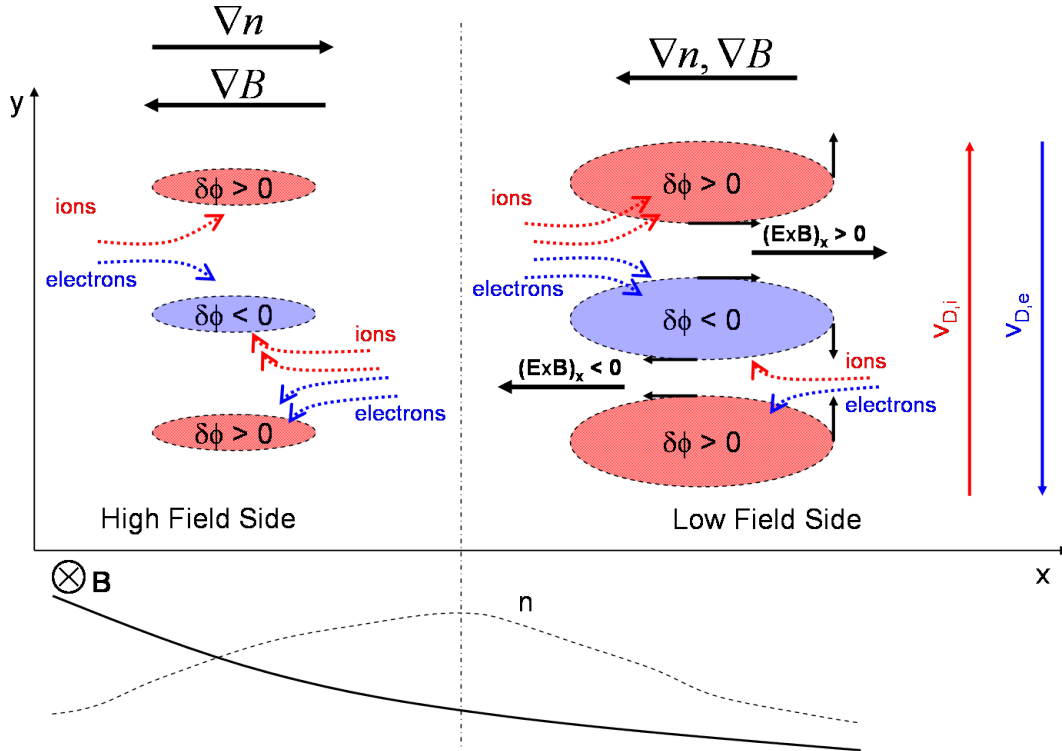 ∇n
∇B
∇n, ∇B
y
δϕ > 0
ions
electrons
δϕ < 0
ions
electrons
δϕ > 0
High Field Side
δϕ > 0
ions
(ExB)x > 0
electrons
δϕ < 0
(ExB)x < 0
ions
electrons
δϕ > 0
Low Field Side
vD,i
vD,e
x
B
n